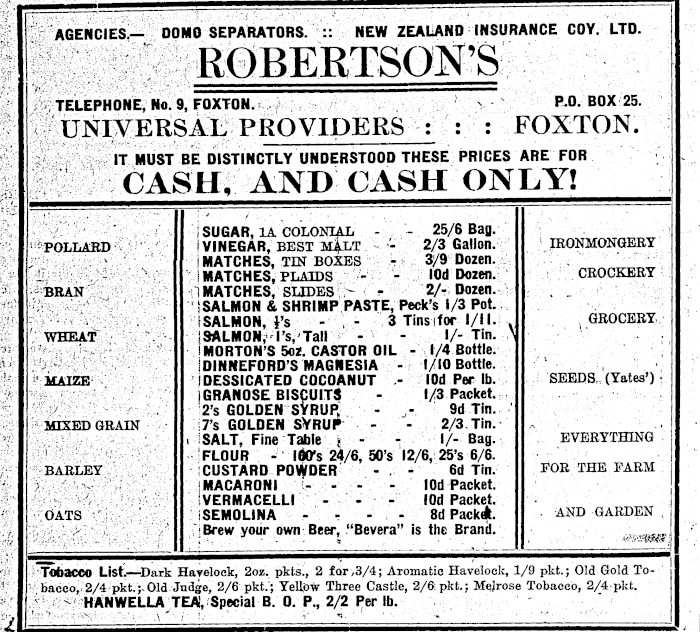 AGENCIES.— DOMO SEPARATORS. :: NEW ZEALAND INSURANCE COY. LTD.
ROBERTSON'S
TELEPHONE, No. 9, FOXTON. P.O. BOX 25.
UNIVERSAL PROVIDERS : : : FOXTON.
IT MUST BE DISTINCTLY UNDERSTOOD THESE PRICES ARE FOR
CASH, AND CASH ONLY!
POLLARD
BRAN
WHEAT
MAIZE
MIXED GRAIN
BARLEY
OATS
SUGAR, 1A COLONIAL - - 25/6 Bag.
VINEGAR, BEST MALT - 2/3 Gallon.
MATCHES, TIN BOXES - 3/9 Dozen.
MATCHES, PLAIDS - - 10d Dozen.
MATCHES, SLIDES - - 2/- Dozen.
SALMON & SHRIMP PASTE, Peck's 1/3 Pot.
SALMON, ½'s - - 3 Tins for 1/11.
SALMON, 1's, Tall - - 1/- Tin.
MORTON'S 5oz. CASTOR OIL - 1/4 Bottle.
DINNEFORD'S MAGNESIA - 1/10 Bottle.
DESSICATED COCOANUT - 10d Per lb.
GRANOSE BISCUITS - 1/3 Packet.
2's GOLDEN SYRUP - - 9d Tin.
7's GOLDEN SYRUP - - 2/3 Tin.
SALT, Fine Table - - 1/- Bag.
FLOUR - 100's 24/6, 50's 12/6, 25's 6/6.
CUSTARD POWDER - - 6d Tin.
MACARONI - - - - 10d Packet.
VERMACELLI - - - 10d Packet.
SEMOLINA - - - - 8d Packet.
Brew your own Beer, "Bevera" is the Brand.
IRONMONGERY
CROCKERY
GROCERY
SEEDS (Yates')
EVERYTHING
FOR THE FARM
AND GARDEN
Tobacco List.—Dark Havelock, 2oz. pkts., 2 for 3/4; Aromatic Havelock, 1/9 pkt.; Old Gold To-
bacco, 2/4 pkt.; Old Judge, 2/6 pkt.; Yellow Three Castle, 2/6 pkt.; Melrose Tobacco, 2/4 pkt.
HANWELLA TEA, Special B. O. P., 2/2 Per lb.